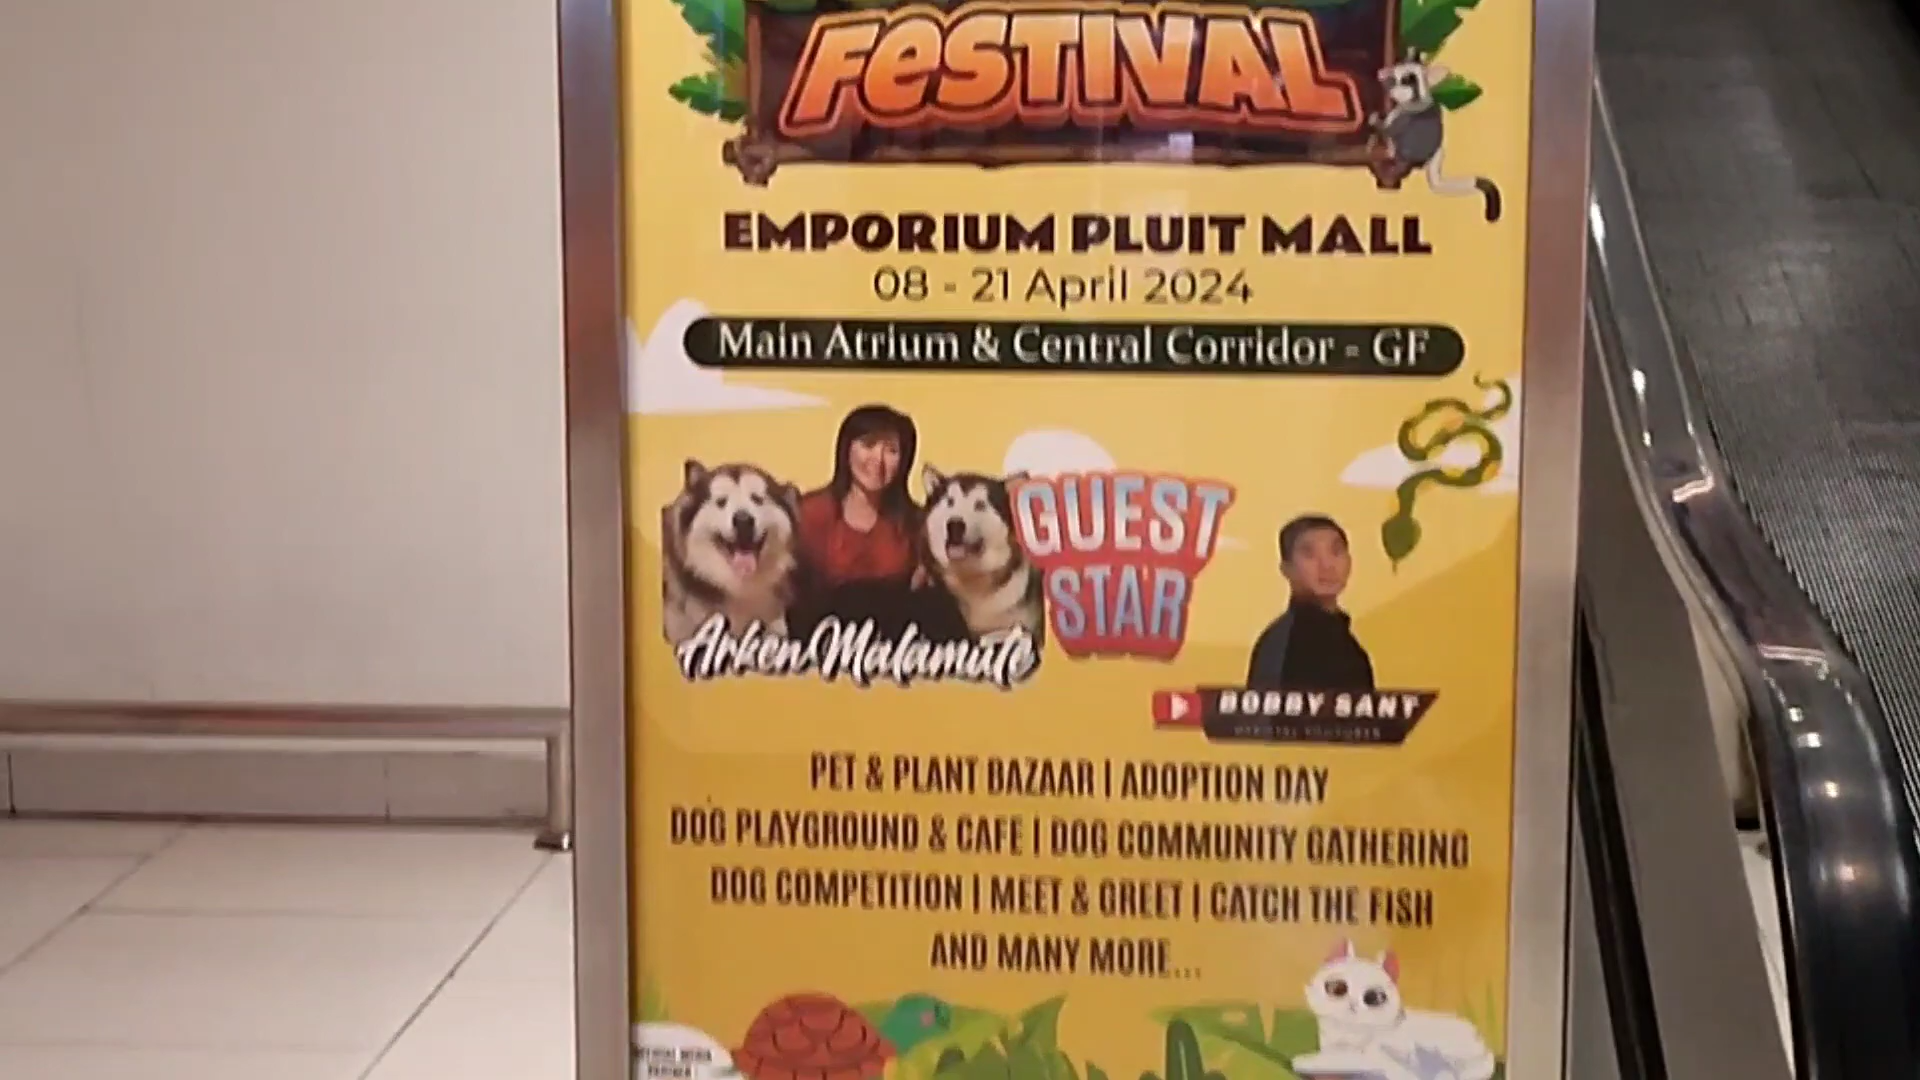 FESTIVAL
EMPORIUM PLUIT MALL
08 - 21 April 2024
Main Atrium & Central Corridor - GF
GUEST
STAR
Arken Malamute
BOBBY SANT
PET & PLANT BAZAAR | ADOPTION DAY
DOG PLAYGROUND & CAFE | DOG COMMUNITY GATHERING
DOG COMPETITION | MEET & GREET | CATCH THE FISH
AND MANY MORE...